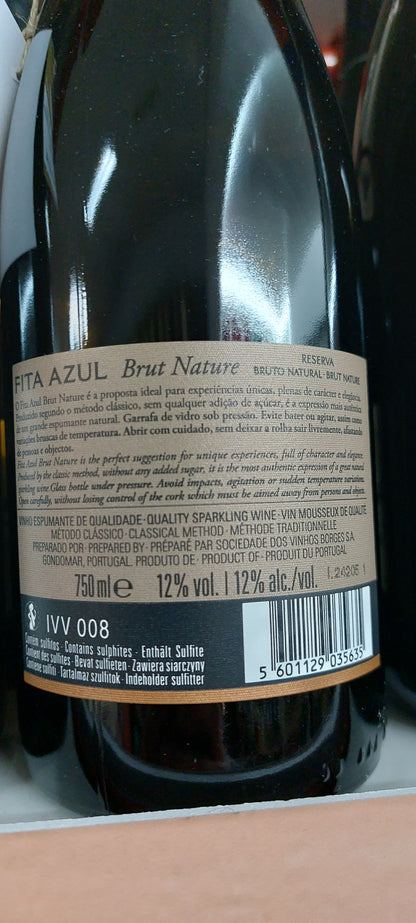 FITA AZUL Brut Nature
RESERVA
BRUTO NATURAL · BRUT NATURE
O Fita Azul Brut Nature é a proposta ideal para experiências únicas, plenas de carácter e elegância.
Produzido segundo o método clássico, sem qualquer adição de açúcar, é a expressão mais autêntica
de um grande espumante natural. Garrafa de vidro sob pressão. Evite bater ou agitar, assim como
variações bruscas de temperatura. Abrir com cuidado, sem deixar a rolha sair livremente, afastando
de pessoas e objectos.
Fita Azul Brut Nature is the perfect suggestion for unique experiences, full of character and elegance.
Produced by the classic method, without any added sugar, it is the most authentic expression of a great natural
sparkling wine. Glass bottle under pressure. Avoid impacts, agitation or sudden temperature variations.
Open carefully, without losing control of the cork which must be aimed away from persons and objects.
VINHO ESPUMANTE DE QUALIDADE · QUALITY SPARKLING WINE · VIN MOUSSEUX DE QUALITÉ
MÉTODO CLÁSSICO · CLASSICAL METHOD · MÉTHODE TRADITIONNELLE
PREPARADO POR · PREPARED BY · PRÉPARÉ PAR SOCIEDADE DOS VINHOS BORGES S.A.
GONDOMAR, PORTUGAL. PRODUTO DE · PRODUCT OF · PRODUIT DU PORTUGAL
750 ml e 12% vol. | 12% alc./vol. L.24205 1
IVV 008
Contém sulfitos · Contains sulphites · Enthält Sulfite
Contient des sulfites · Bevat sulfieten · Zawiera siarczyny
Contiene sulfiti · Tartalmaz szulfitok · Indeholder sulfitter
5 601129 035635